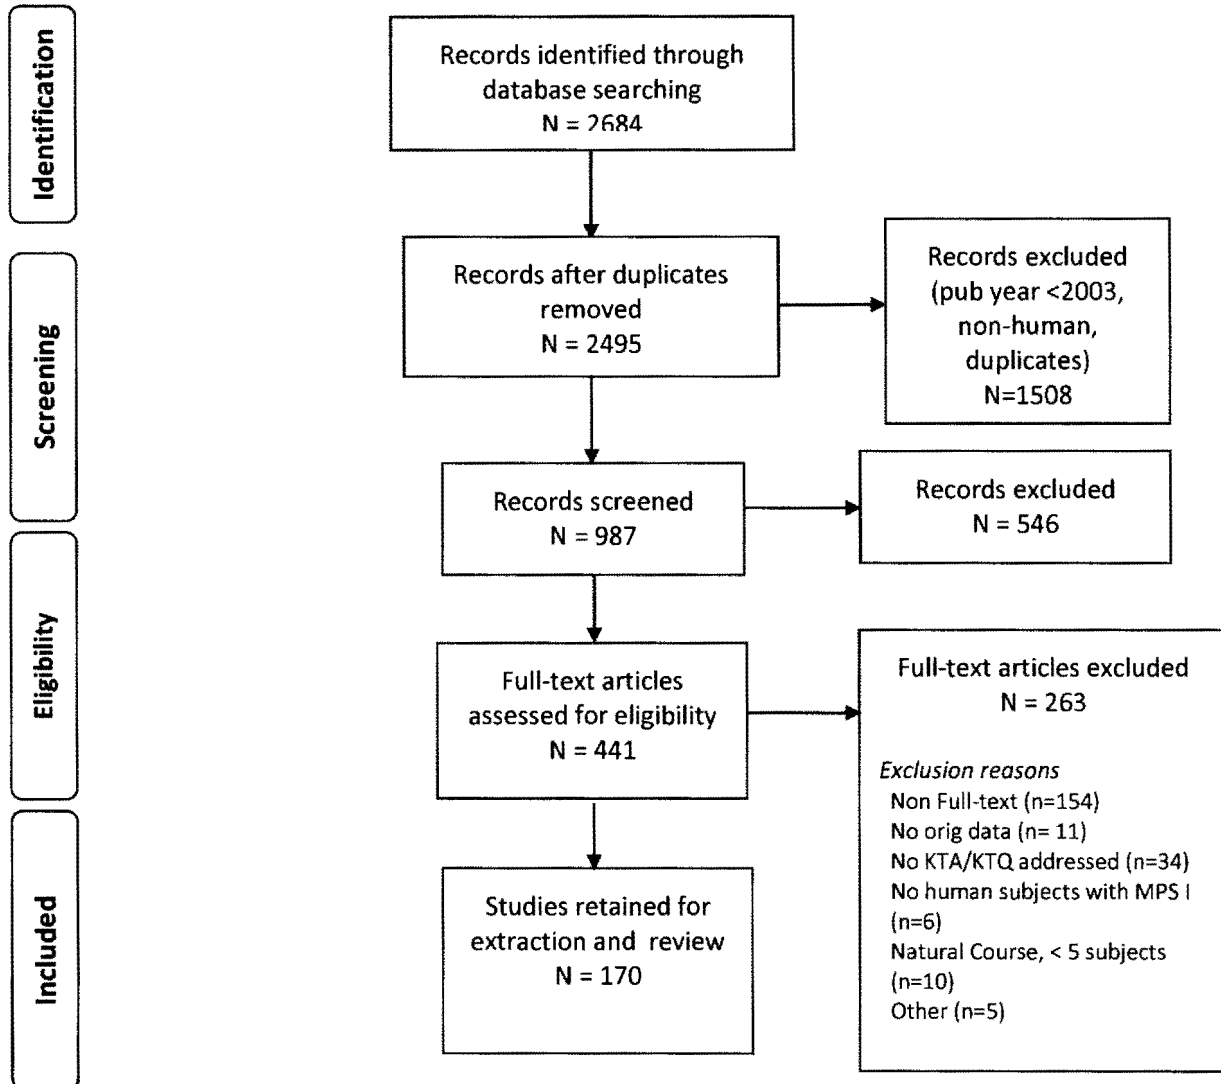 Identification
Records identified through
database searching
N = 2684
Screening
Records after duplicates
removed
N = 2495
Records excluded
(pub year <2003,
non-human,
duplicates)
N=1508
Records screened
N = 987
Records excluded
N = 546
Eligibility
Full-text articles
assessed for eligibility
N = 441
Full-text articles excluded
N = 263
Exclusion reasons
Non Full-text (n=154)
No orig data (n= 11)
No KTA/KTQ addressed (n=34)
No human subjects with MPS I
(n=6)
Natural Course, < 5 subjects
(n=10)
Other (n=5)
Included
Studies retained for
extraction and review
N = 170